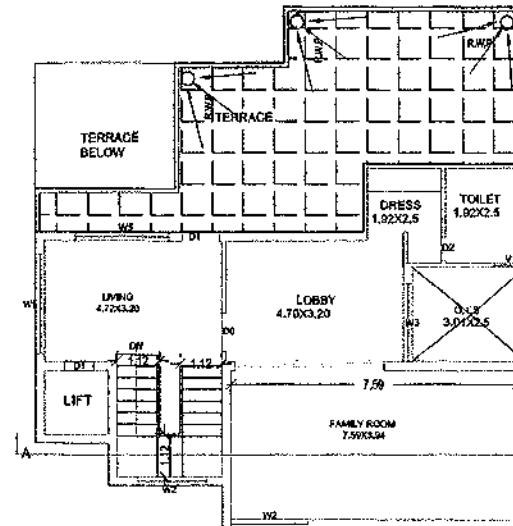 R.W.P
R.W.P
R.W.P
TERRACE
TERRACE
BELOW
DRESS
1.92X2.5
TOILET
1.92X2.5
W5
D1
D2
V
LIVING
4.72X3.20
LOBBY
4.70X3.20
3.01X2.5
W3
D0
1.12
1.12
D1
LIFT
7.59
FAMILY ROOM
7.59X3.94
A
1.12
W2
W2